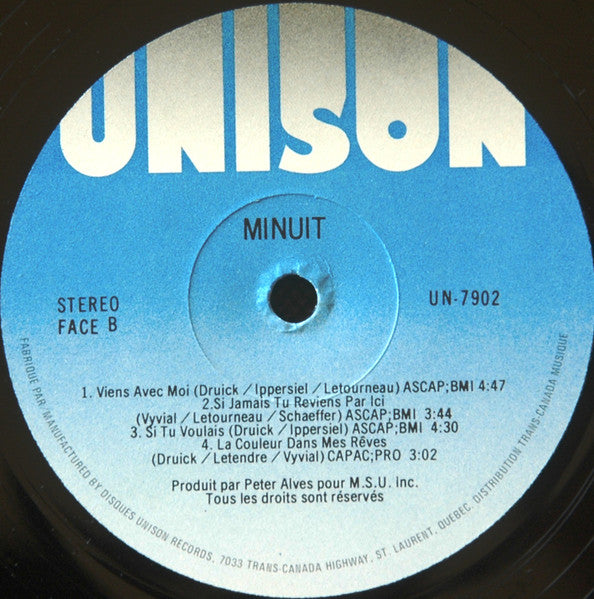 UNISON
MINUIT
STEREO
FACE B
UN-7902
1. Viens Avec Moi (Druick / Ippersiel / Letourneau) ASCAP;BMI 4:47
2.Si Jamais Tu Reviens Par Ici
(Vyvial / Letourneau / Schaeffer) ASCAP;BMI 3:44
3. Si Tu Voulais (Druick / Ippersiel) ASCAP;BMI 4:30
4. La Couleur Dans Mes Rêves
(Druick / Letendre / Vyvial) CAPAC;PRO 3:02
Produit par Peter Alves pour M.S.U. Inc.
Tous les droits sont réservés
FABRIQUÉ PAR/MANUFACTURED BY DISQUES UNISON RECORDS, 7033 TRANS-CANADA HIGHWAY, ST. LAURENT, QUEBEC. DISTRIBUTION TRANS-CANADA MUSIQUE